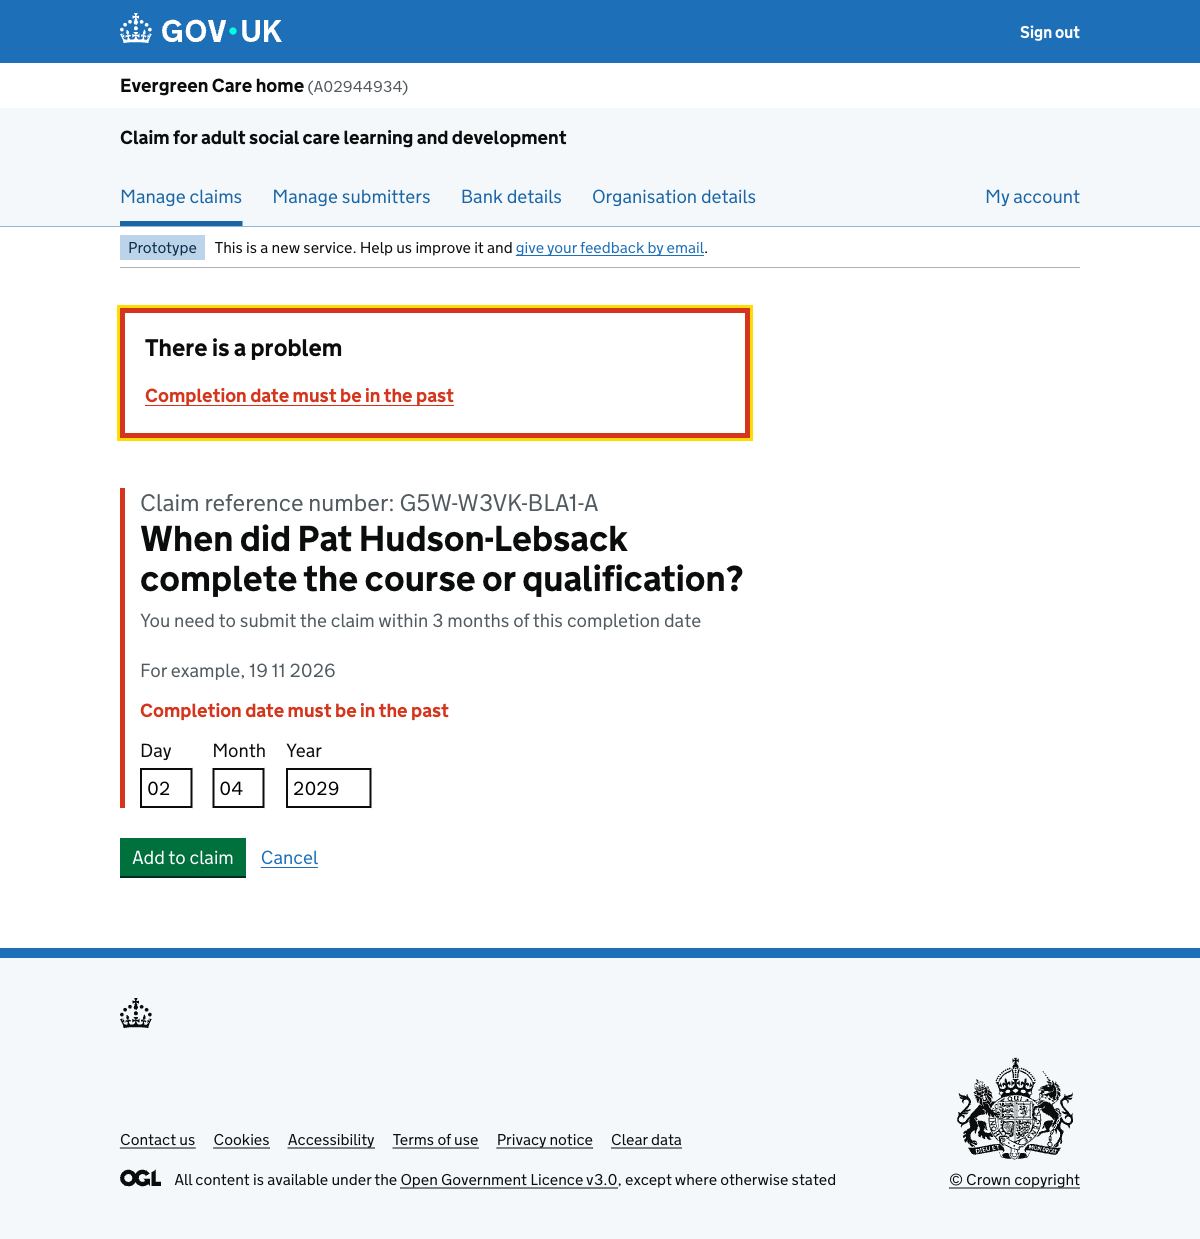 GOV•UK
Sign out
Evergreen Care home (A02944934)
Claim for adult social care learning and development
Manage claims Manage submitters Bank details Organisation details My account
Prototype This is a new service. Help us improve it and give your feedback by email.
There is a problem
Completion date must be in the past
Claim reference number: G5W-W3VK-BLA1-A
When did Pat Hudson-Lebsack
complete the course or qualification?
You need to submit the claim within 3 months of this completion date
For example, 19 11 2026
Completion date must be in the past
Day Month Year
02 04 2029
Add to claim Cancel
Contact us Cookies Accessibility Terms of use Privacy notice Clear data
OGL All content is available under the Open Government Licence v3.0, except where otherwise stated
© Crown copyright